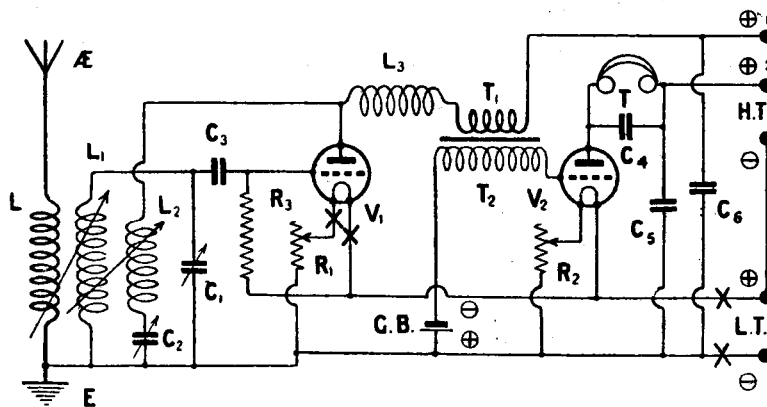 Æ
L₃
T₁
T
H.T.
C₃
C₄
L₁
T₂
V₂
L
L₂
R₃
V₁
C₅
C₆
C₁
R₁
R₂
G.B.
L.T.
C₂
E